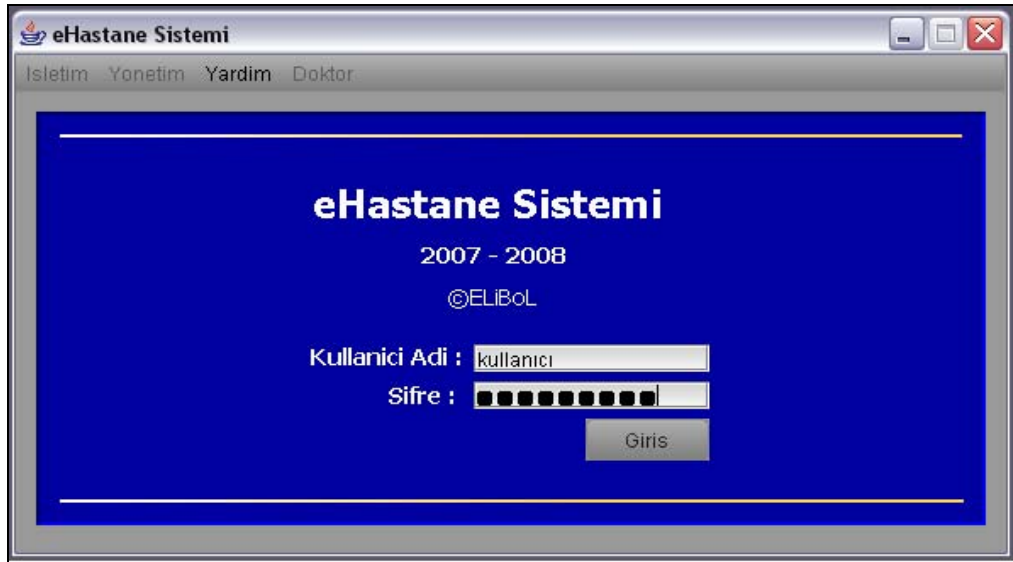 eHastane Sistemi
Isletim Yonetim Yardim Doktor
eHastane Sistemi
2007 - 2008
©ELiBoL
Kullanici Adi : kullanıcı
Sifre :
Giris